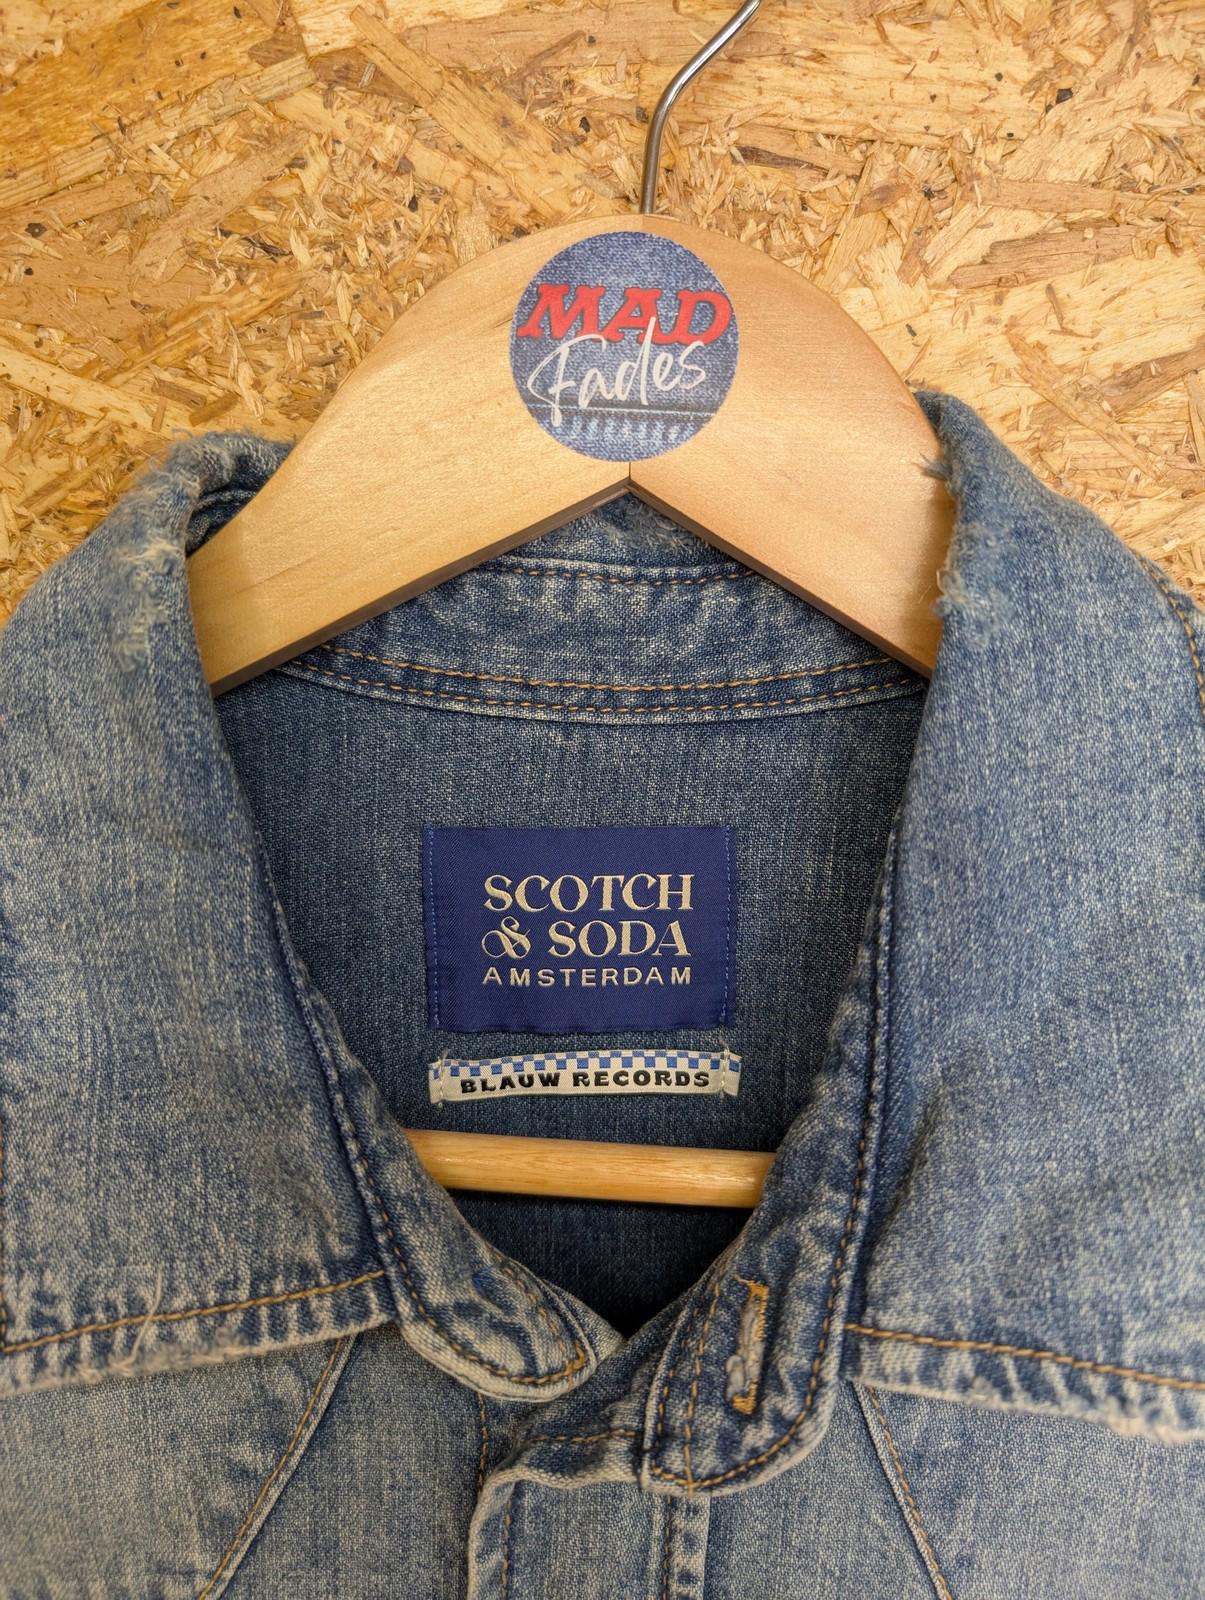 MAD
Fades
SCOTCH
& SODA
AMSTERDAM
BLAUW RECORDS